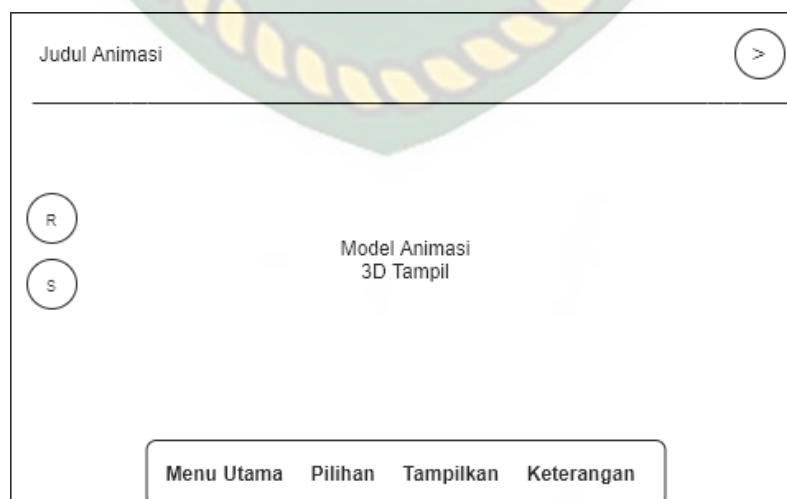 Judul Animasi
>
R
Model Animasi
3D Tampil
S
Menu Utama Pilihan Tampilkan Keterangan